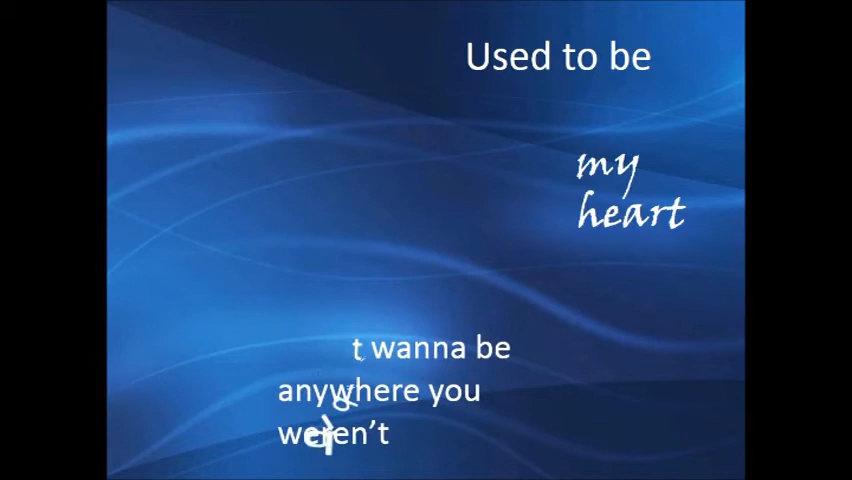 Used to be
my
heart
t wanna be
anywhere you
weren't